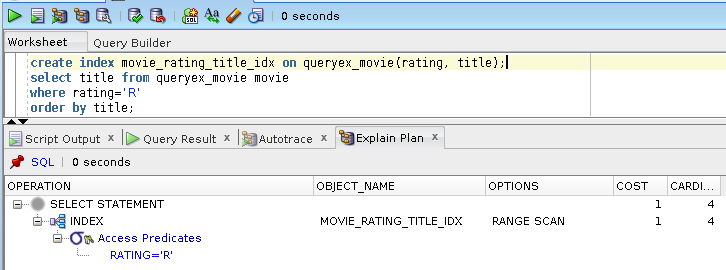 0 seconds
Worksheet Query Builder
create index movie_rating_title_idx on queryex_movie(rating, title);
select title from queryex_movie movie
where rating='R'
order by title;
Script Output x Query Result x Autotrace x Explain Plan x
SQL | 0 seconds
OPERATION OBJECT_NAME OPTIONS COST CARDI...
SELECT STATEMENT 1 4
INDEX MOVIE_RATING_TITLE_IDX RANGE SCAN 1 4
Access Predicates
RATING='R'